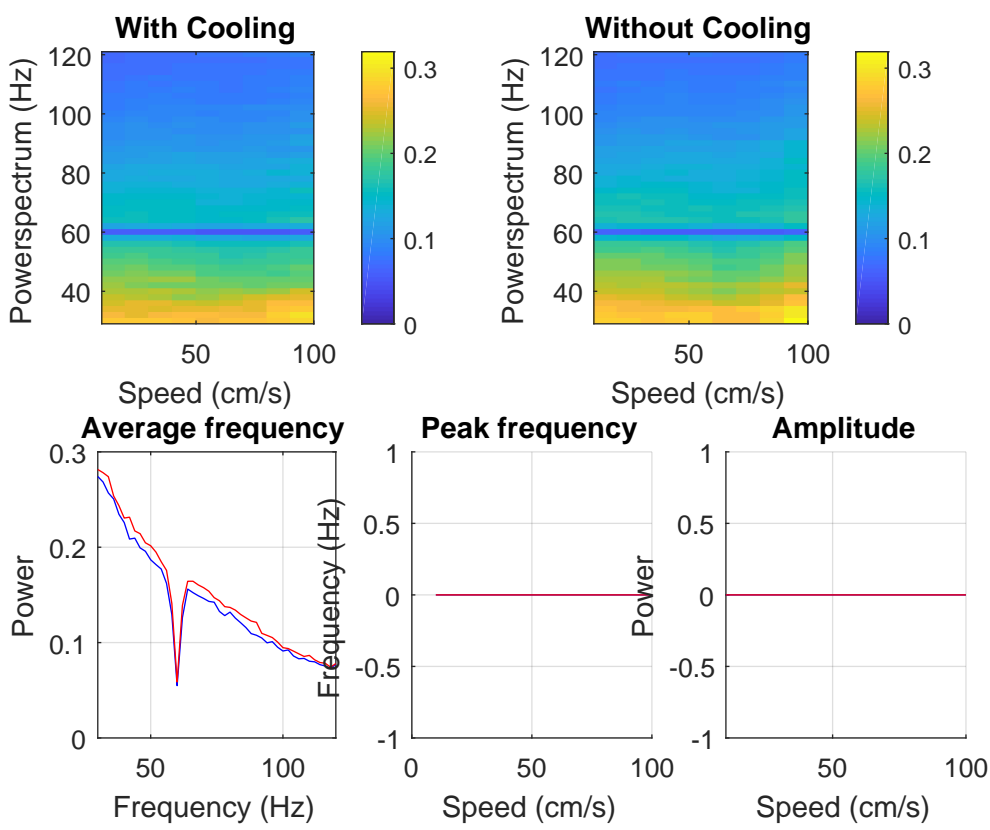 With Cooling
Without Cooling
Powerspectrum (Hz)
120
100
80
60
40
50
100
Speed (cm/s)
0.3
0.2
0.1
0
Powerspectrum (Hz)
120
100
80
60
40
50
100
Speed (cm/s)
0.3
0.2
0.1
0
Average frequency
Power
0.3
0.2
0.1
0
50
100
Frequency (Hz)
Peak frequency
Frequency (Hz)
1
0.5
0
-0.5
-1
0
50
100
Speed (cm/s)
Amplitude
Power
1
0.5
0
-0.5
-1
50
100
Speed (cm/s)